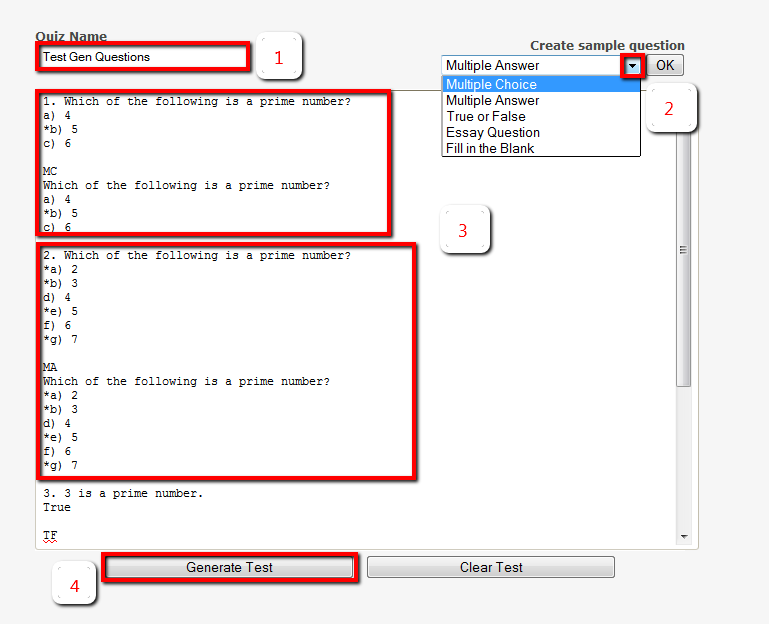 Quiz Name
Test Gen Questions
1
Create sample question
Multiple Answer
OK
Multiple Choice
Multiple Answer
True or False
Essay Question
Fill in the Blank
2
1. Which of the following is a prime number?
a) 4
*b) 5
c) 6
MC
Which of the following is a prime number?
a) 4
*b) 5
c) 6
3
2. Which of the following is a prime number?
*a) 2
*b) 3
d) 4
*e) 5
f) 6
*g) 7
MA
Which of the following is a prime number?
*a) 2
*b) 3
d) 4
*e) 5
f) 6
*g) 7
3. 3 is a prime number.
True
TF
4
Generate Test
Clear Test